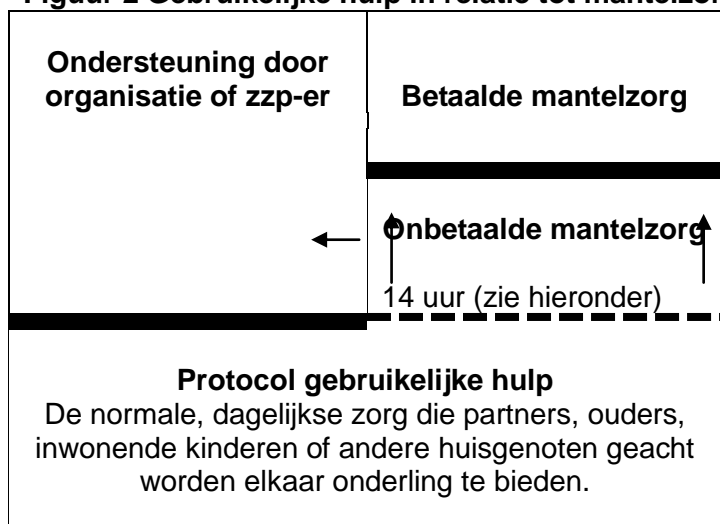 Figuur 2 Gebruikelijke hulp in relatie tot mantelzor
Ondersteuning door
organisatie of zzp-er
Betaalde mantelzorg
Onbetaalde mantelzorg
14 uur (zie hieronder)
Protocol gebruikelijke hulp
De normale, dagelijkse zorg die partners, ouders,
inwonende kinderen of andere huisgenoten geacht
worden elkaar onderling te bieden.